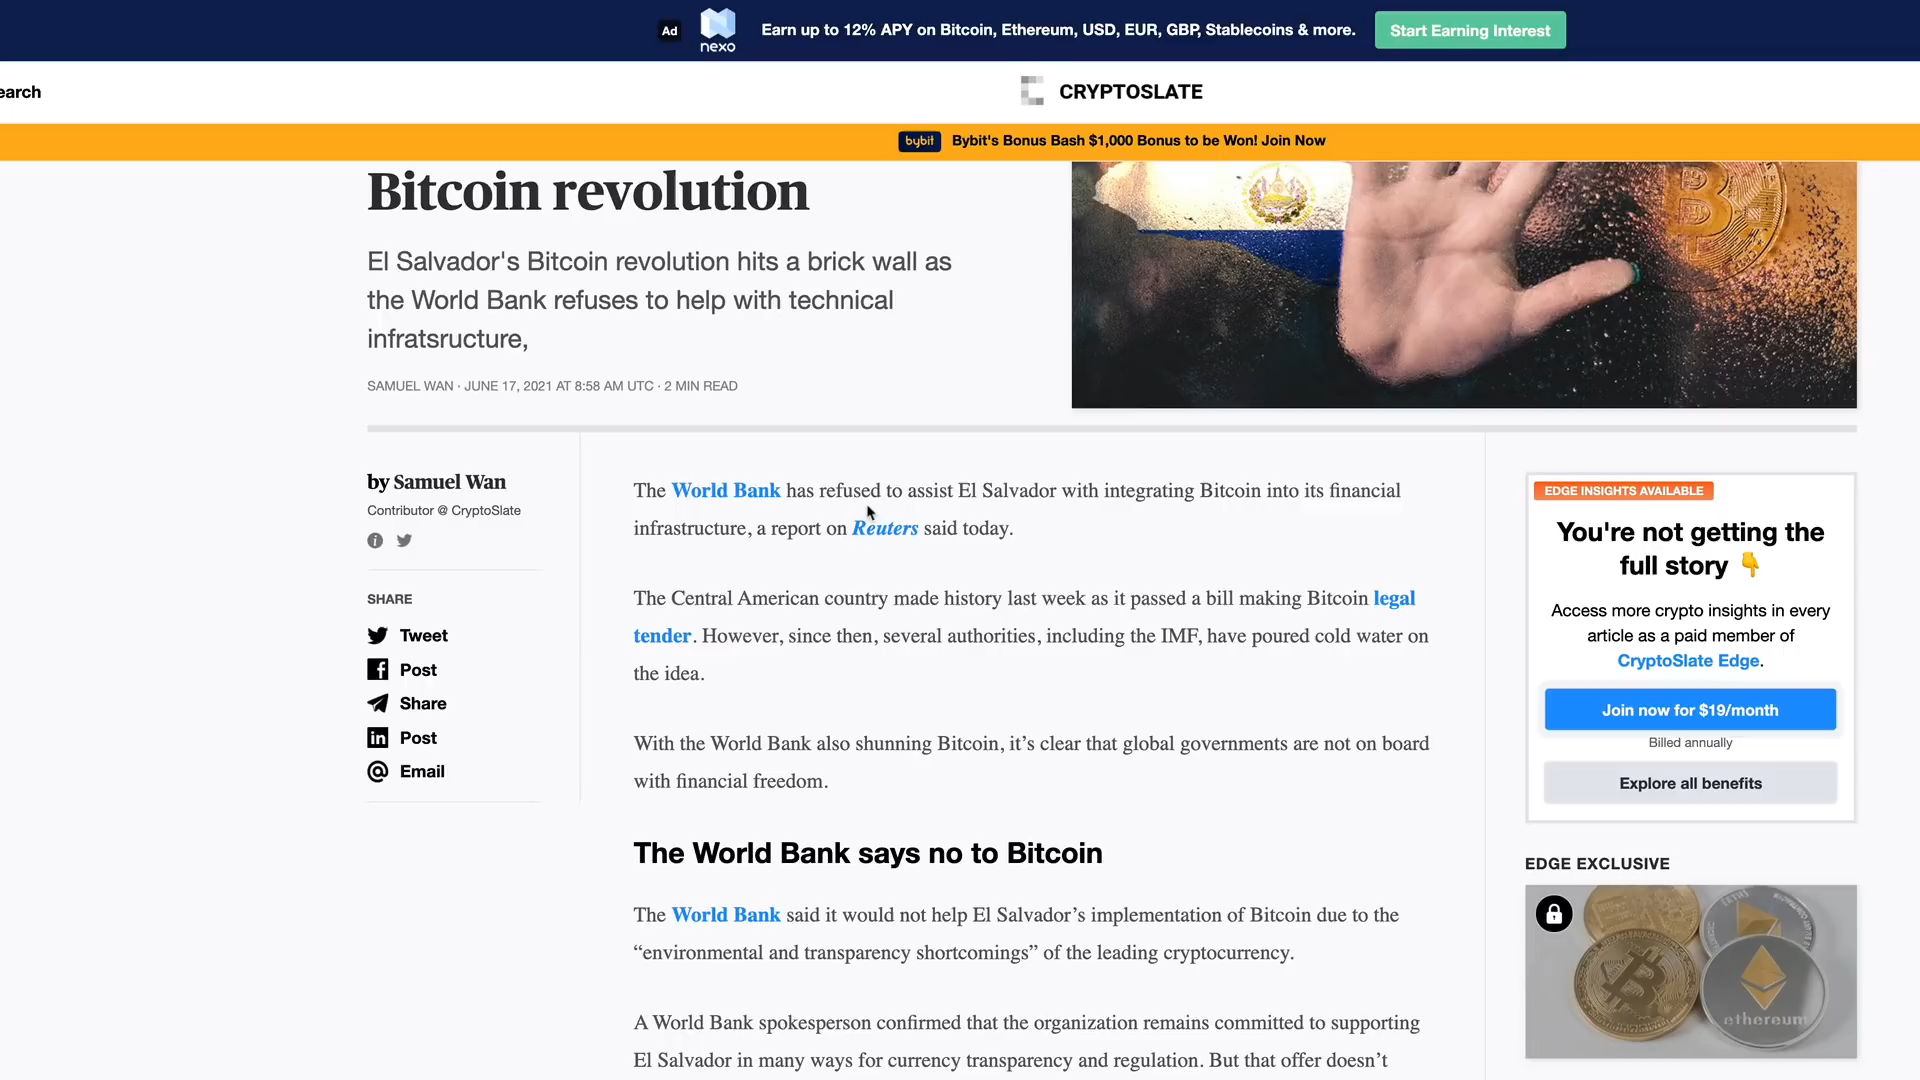 Ad
nexo
Earn up to 12% APY on Bitcoin, Ethereum, USD, EUR, GBP, Stablecoins & more.
Start Earning Interest
earch
CRYPTOSLATE
bybit
Bybit's Bonus Bash $1,000 Bonus to be Won! Join Now
Bitcoin revolution
El Salvador's Bitcoin revolution hits a brick wall as
the World Bank refuses to help with technical
infratsructure,
SAMUEL WAN · JUNE 17, 2021 AT 8:58 AM UTC · 2 MIN READ
by Samuel Wan
Contributor @ CryptoSlate
SHARE
Tweet
Post
Share
Post
Email
The World Bank has refused to assist El Salvador with integrating Bitcoin into its financial
infrastructure, a report on Reuters said today.
The Central American country made history last week as it passed a bill making Bitcoin legal
tender. However, since then, several authorities, including the IMF, have poured cold water on
the idea.
With the World Bank also shunning Bitcoin, it’s clear that global governments are not on board
with financial freedom.
The World Bank says no to Bitcoin
The World Bank said it would not help El Salvador’s implementation of Bitcoin due to the
“environmental and transparency shortcomings” of the leading cryptocurrency.
A World Bank spokesperson confirmed that the organization remains committed to supporting
El Salvador in many ways for currency transparency and regulation. But that offer doesn’t
EDGE INSIGHTS AVAILABLE
You're not getting the
full story 👇
Access more crypto insights in every
article as a paid member of
CryptoSlate Edge.
Join now for $19/month
Billed annually
Explore all benefits
EDGE EXCLUSIVE
ethereum